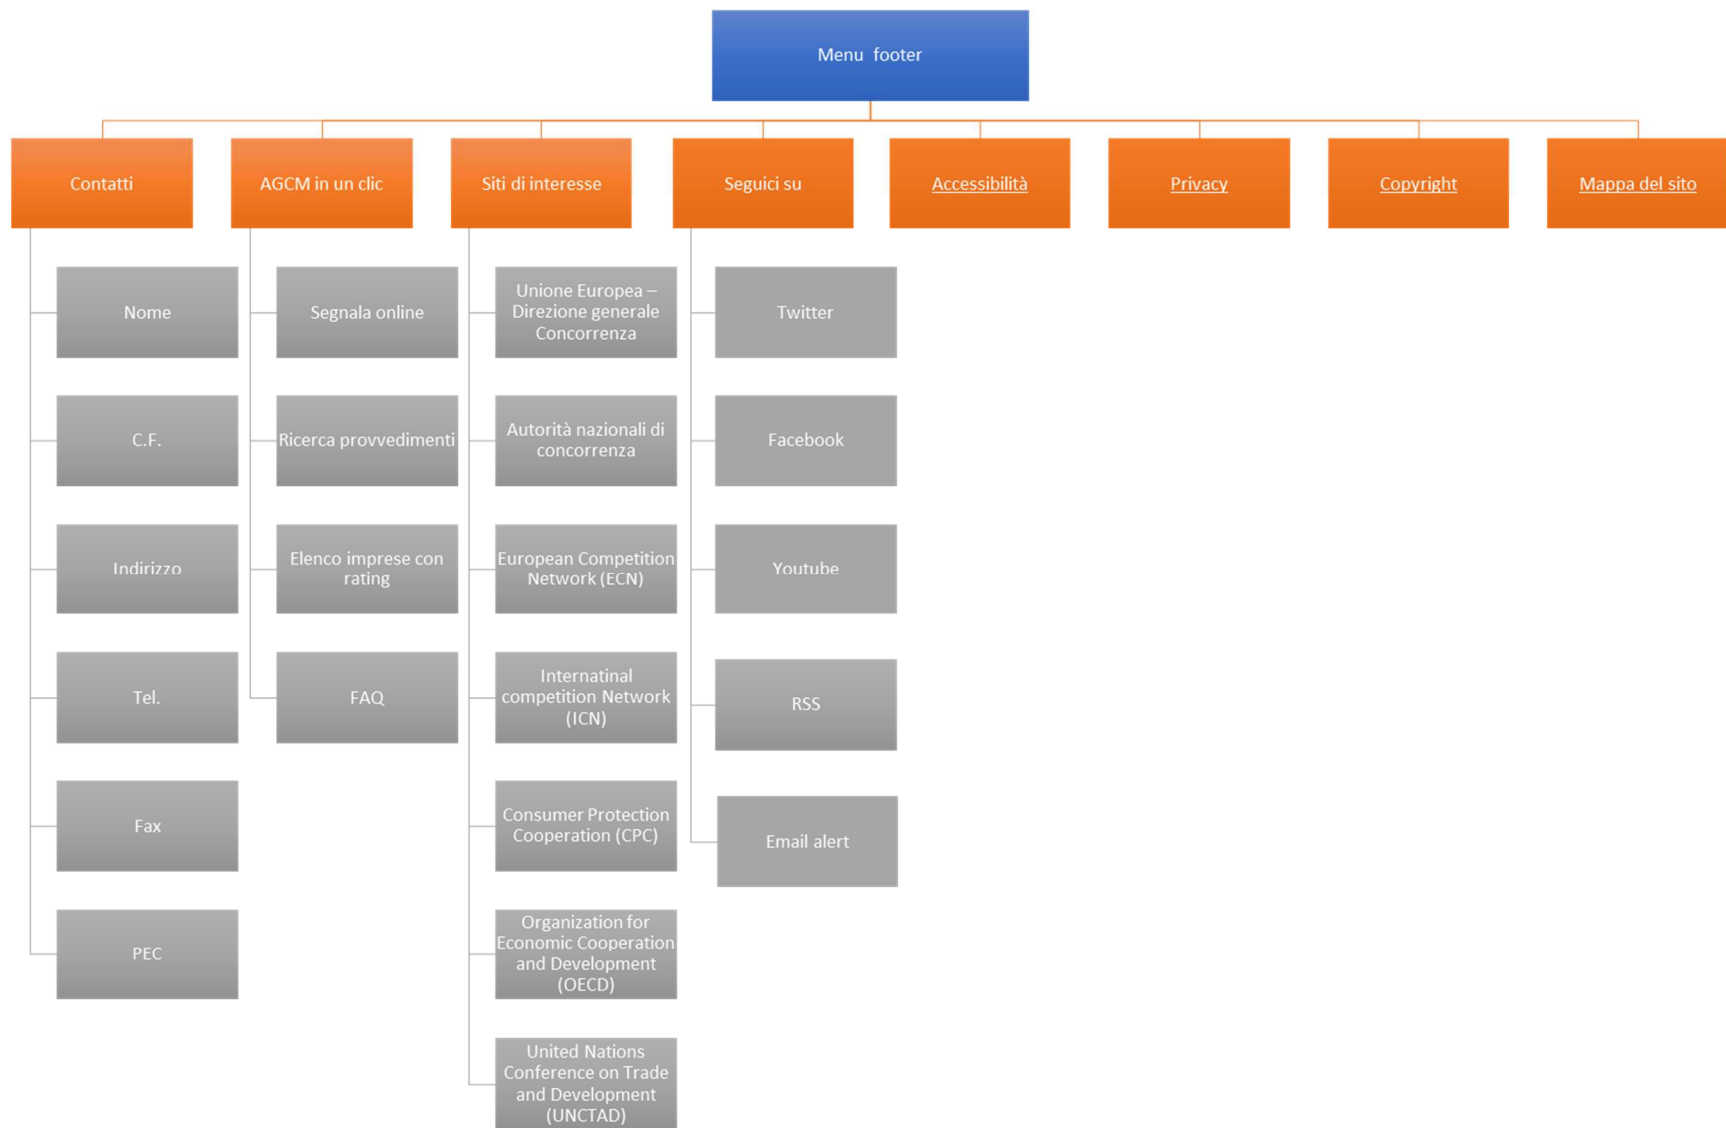 Menu footer
Contatti
AGCM in un clic
Siti di interesse
Seguici su
Accessibilità
Privacy
Copyright
Mappa del sito
Nome
C.F.
Indirizzo
Tel.
Fax
PEC
Segnala online
Ricerca provvedimenti
Elenco imprese con
rating
FAQ
Unione Europea –
Direzione generale
Concorrenza
Autorità nazionali di
concorrenza
European Competition
Network (ECN)
Internatinal
competition Network
(ICN)
Consumer Protection
Cooperation (CPC)
Organization for
Economic Cooperation
and Development
(OECD)
United Nations
Conference on Trade
and Development
(UNCTAD)
Twitter
Facebook
Youtube
RSS
Email alert